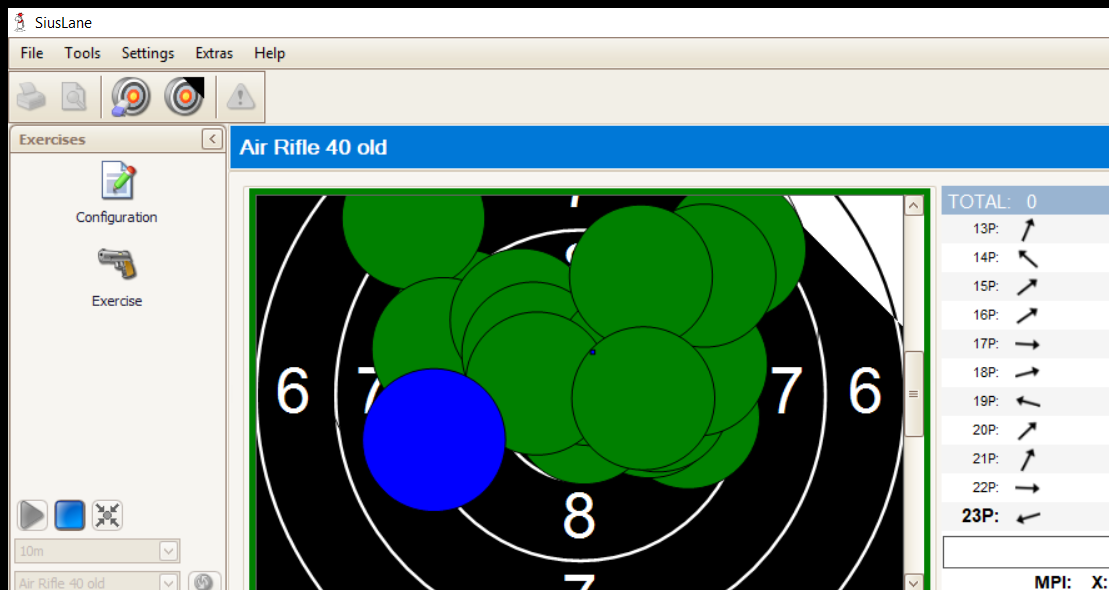 SiusLane
File Tools Settings Extras Help
Exercises
Air Rifle 40 old
Configuration
Exercise
TOTAL: 0
13P:
14P:
15P:
16P:
17P:
18P:
19P:
20P:
21P:
22P:
23P:
6 7 7 6
8
7
10m
Air Rifle 40 old
MPI: X: